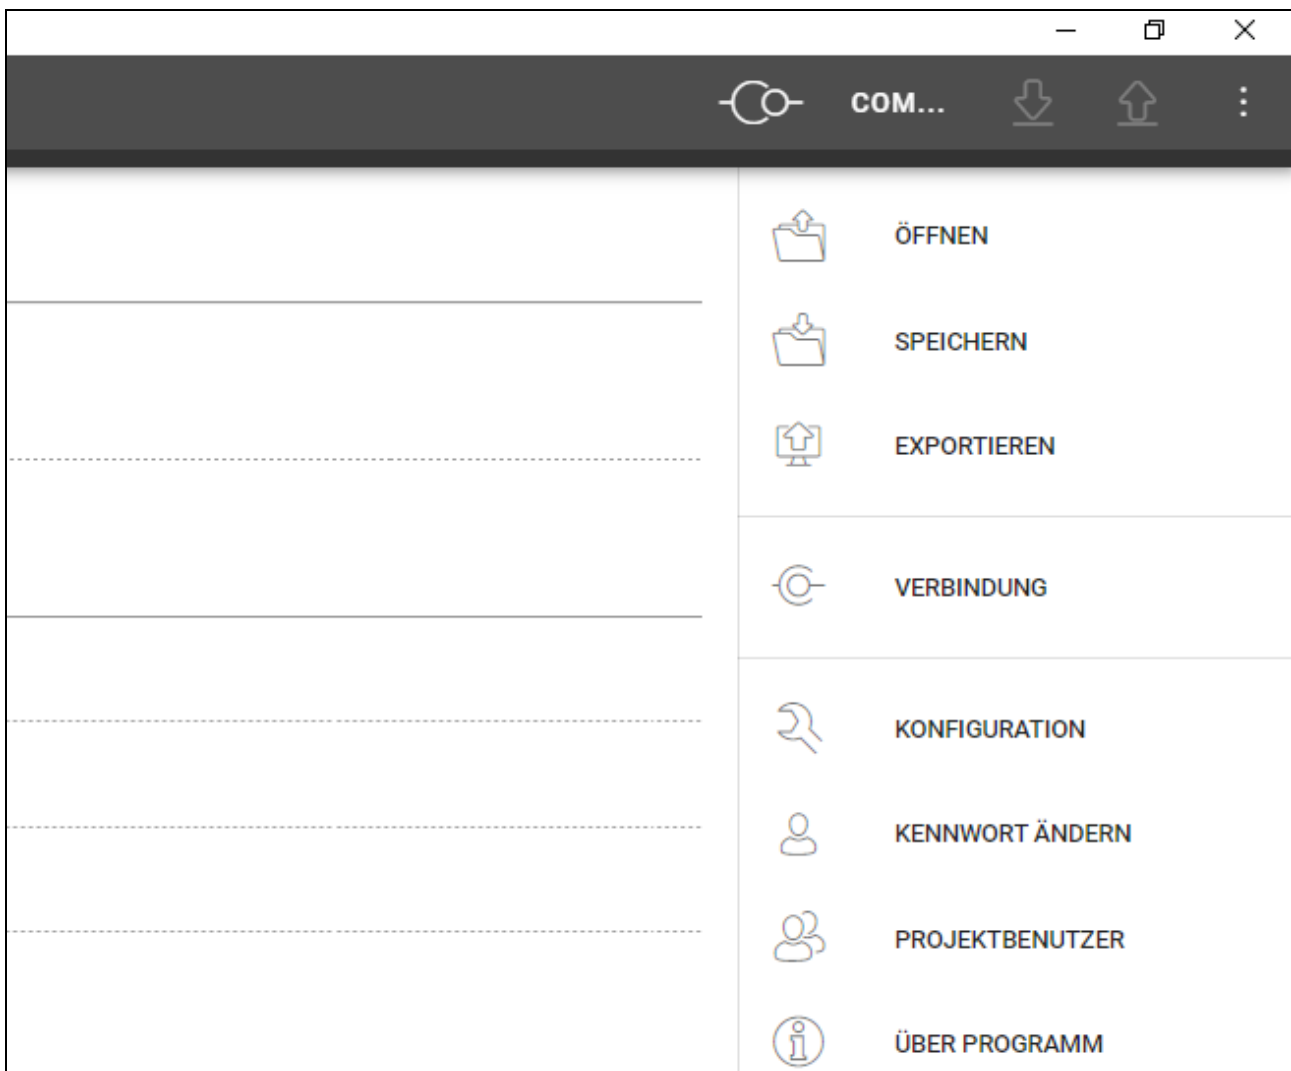 COM...
ÖFFNEN
SPEICHERN
EXPORTIEREN
VERBINDUNG
KONFIGURATION
KENNWORT ÄNDERN
PROJEKTBENUTZER
ÜBER PROGRAMM